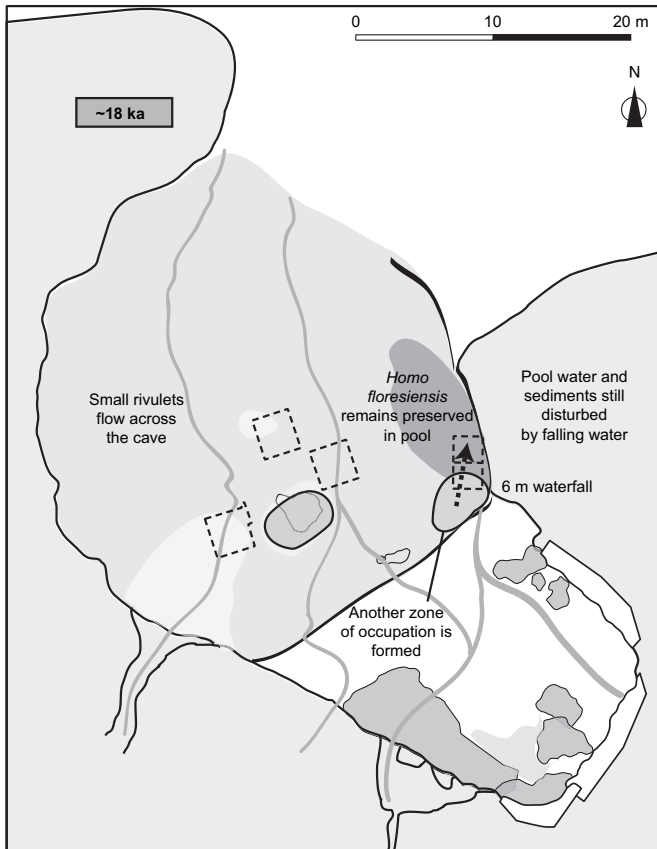 0 10 20 m
N
~18 ka
Homo
floresiensis
remains preserved
in pool
Pool water and
sediments still
disturbed
by falling water
Small rivulets
flow across
the cave
6 m waterfall
Another zone
of occupation is
formed